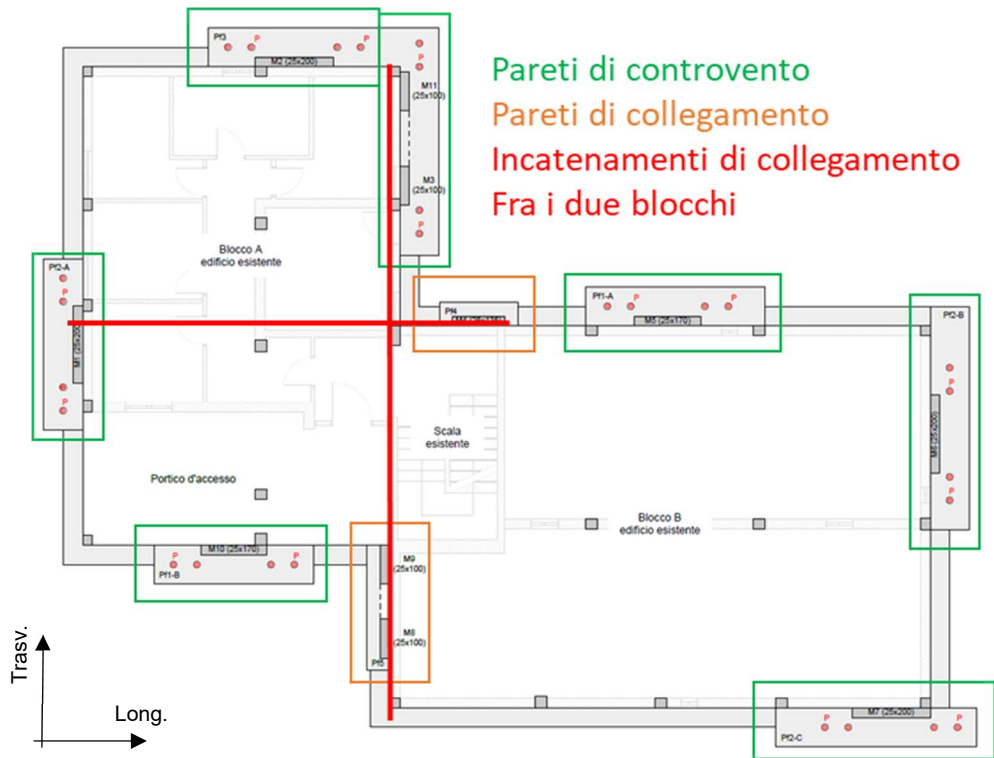 Pf3
P
P
M2 (25x200)
P
Pareti di controvento
Pareti di collegamento
Incatenamenti di collegamento
Fra i due blocchi
M11
(25x100)
M3
(25x100)
P
Blocco A
edificio esistente
Pf2-A
P
M1 (25x200)
P
Pf4
Pf1-A
P
P
M5 (25x170)
Pf2-B
P
M6 (25x200)
P
Scala
esistente
Portico d'accesso
Blocco B
edificio esistente
M10 (25x170)
P
P
Pf1-B
M9
(25x100)
M8
(25x100)
Pf5
Trasv.
Long.
M7 (25x200)
P
P
Pf2-C